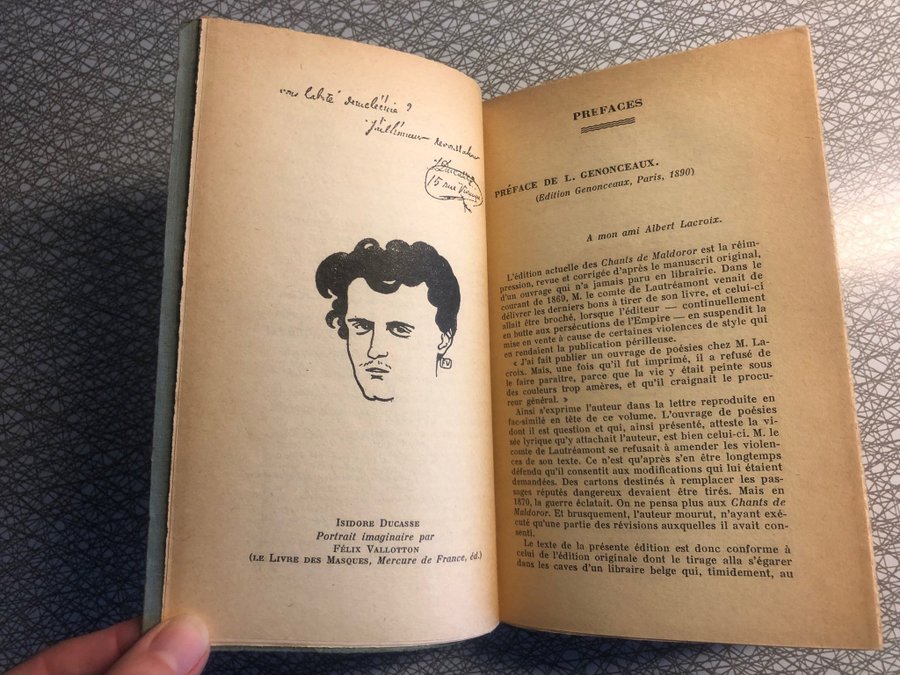 vous
?
15 rue
FV
ISIDORE DUCASSE
Portrait imaginaire par
FÉLIX VALLOTTON
(LE LIVRE DES MASQUES, Mercure de France, éd.)
PREFACES
PRÉFACE DE L. GENONCEAUX.
(Edition Genonceaux, Paris, 1890)
A mon ami Albert Lacroix.
L'édition actuelle des Chants de Maldoror est la réim-
pression, revue et corrigée d'après le manuscrit original,
d'un ouvrage qui n'a jamais paru en librairie. Dans le
courant de 1869, M. le comte de Lautréamont venait de
délivrer les derniers bons à tirer de son livre, et celui-ci
allait être broché, lorsque l'éditeur — continuellement
en butte aux persécutions de l'Empire — en suspendit la
mise en vente à cause de certaines violences de style qui
en rendaient la publication périlleuse.
« J'ai fait publier un ouvrage de poésies chez M. La-
croix. Mais, une fois qu'il fut imprimé, il a refusé de
le faire paraître, parce que la vie y était peinte sous
des couleurs trop amères, et qu'il craignait le procu-
reur général. »
Ainsi s'exprime l'auteur dans la lettre reproduite en
fac-similé en tête de ce volume. L'ouvrage de poésies
dont il est question et qui, ainsi présenté, atteste la vi-
sée lyrique qu'y attachait l'auteur, est bien celui-ci. M. le
comte de Lautréamont se refusait à amender les violen-
ces de son texte. Ce n'est qu'après s'en être longtemps
défendu qu'il consentit aux modifications qui lui étaient
demandées. Des cartons destinés à remplacer les pas-
sages réputés dangereux devaient être tirés. Mais en
1870, la guerre éclatait. On ne pensa plus aux Chants de
Maldoror. Et brusquement, l'auteur mourut, n'ayant exé-
cuté qu'une partie des révisions auxquelles il avait con-
senti.
Le texte de la présente édition est donc conforme à
celui de l'édition originale dont le tirage alla s'égarer
dans les caves d'un libraire belge qui, timidement, au